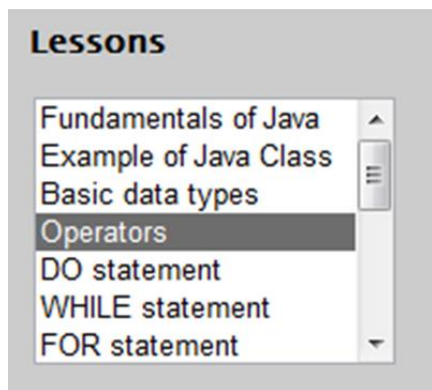 Lessons
Fundamentals of Java
Example of Java Class
Basic data types
Operators
DO statement
WHILE statement
FOR statement